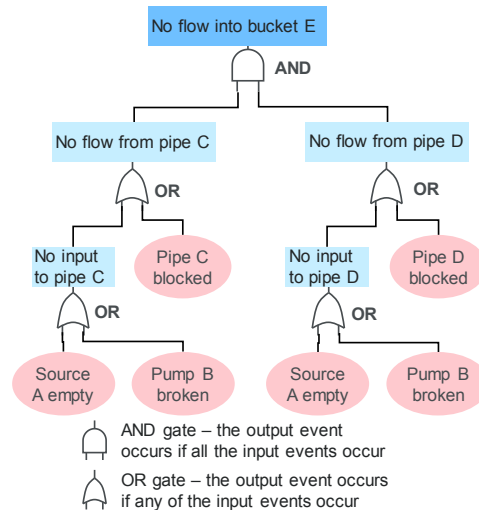 No flow into bucket E
AND
No flow from pipe C
No flow from pipe D
OR
OR
No input
to pipe C
Pipe C
blocked
No input
to pipe D
Pipe D
blocked
OR
OR
Source
A empty
Pump B
broken
Source
A empty
Pump B
broken
AND gate – the output event
occurs if all the input events occur
OR gate – the output event occurs
if any of the input events occur